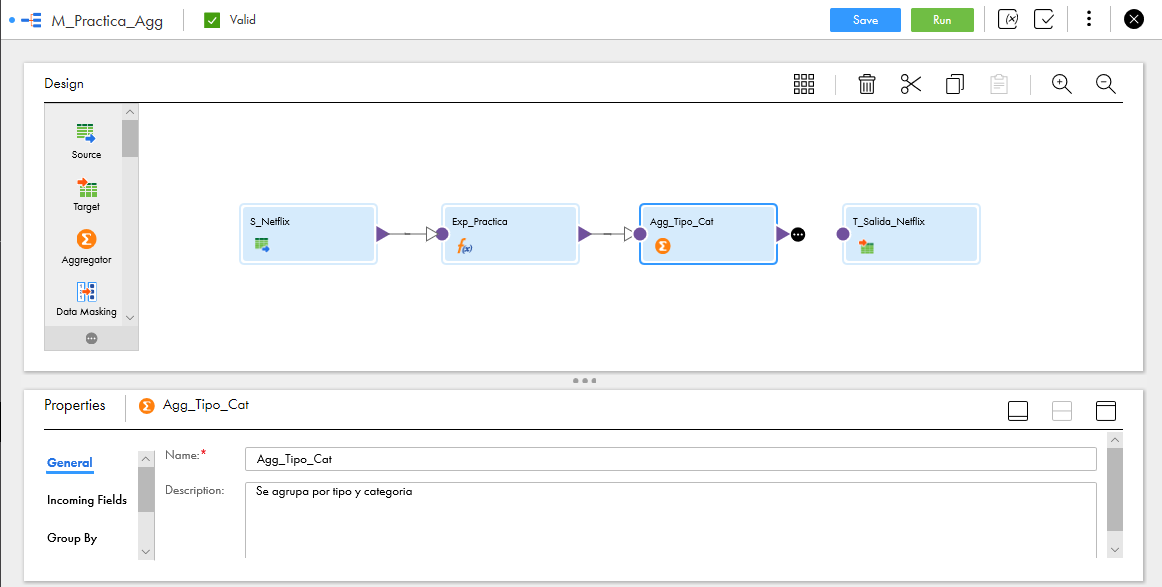 M_Practica_Agg
Valid
Save
Run
(x)
Design
Source
Target
Aggregator
Data Masking
S_Netflix
Exp_Practica
f(x)
Agg_Tipo_Cat
Σ
T_Salida_Netflix
Properties
Σ Agg_Tipo_Cat
General
Incoming Fields
Group By
Name:*
Agg_Tipo_Cat
Description:
Se agrupa por tipo y categoria